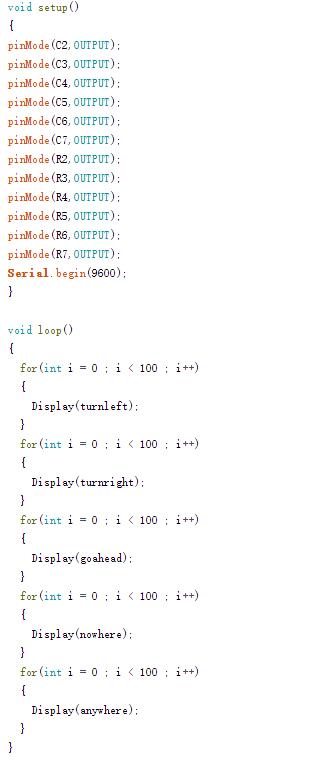 void setup()
{
pinMode(C2,OUTPUT);
pinMode(C3,OUTPUT);
pinMode(C4,OUTPUT);
pinMode(C5,OUTPUT);
pinMode(C6,OUTPUT);
pinMode(C7,OUTPUT);
pinMode(R2,OUTPUT);
pinMode(R3,OUTPUT);
pinMode(R4,OUTPUT);
pinMode(R5,OUTPUT);
pinMode(R6,OUTPUT);
pinMode(R7,OUTPUT);
Serial.begin(9600);
}

void loop()
{
  for(int i = 0 ; i < 100 ; i++)
  {
    Display(turnleft);
  }
  for(int i = 0 ; i < 100 ; i++)
  {
    Display(turnright);
  }
  for(int i = 0 ; i < 100 ; i++)
  {
    Display(goahead);
  }
  for(int i = 0 ; i < 100 ; i++)
  {
    Display(nowhere);
  }
  for(int i = 0 ; i < 100 ; i++)
  {
    Display(anywhere);
  }
}